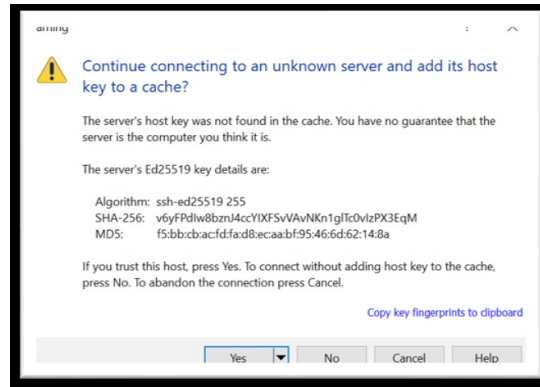 Continue connecting to an unknown server and add its host
key to a cache?
The server's host key was not found in the cache. You have no guarantee that the
server is the computer you think it is.
The server's Ed25519 key details are:
Algorithm: ssh-ed25519 255
SHA-256: v6yFPdIw8bznJ4ccYIXFSvVAvNKn1glTc0vIzPX3EqM
MD5: f5:bb:cb:ac:fd:fa:d8:ec:aa:bf:95:46:6d:62:14:8a
If you trust this host, press Yes. To connect without adding host key to the cache,
press No. To abandon the connection press Cancel.
Copy key fingerprints to clipboard
Yes No Cancel Help